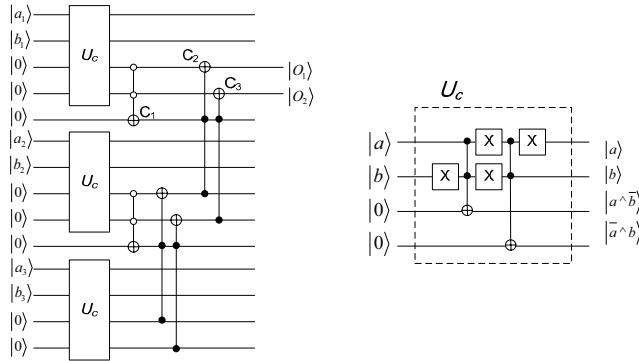 |a₁⟩
|b₁⟩
|0⟩
|0⟩
|0⟩
|a₂⟩
|b₂⟩
|0⟩
|0⟩
|0⟩
|a₃⟩
|b₃⟩
|0⟩
|0⟩
U_c
U_c
U_c
C₁
C₂
C₃
|O₁⟩
|O₂⟩
U_c
|a⟩
|b⟩
|0⟩
|0⟩
X X
X X
|a⟩
|b⟩
|a ^ b̅⟩
|a̅ ^ b⟩